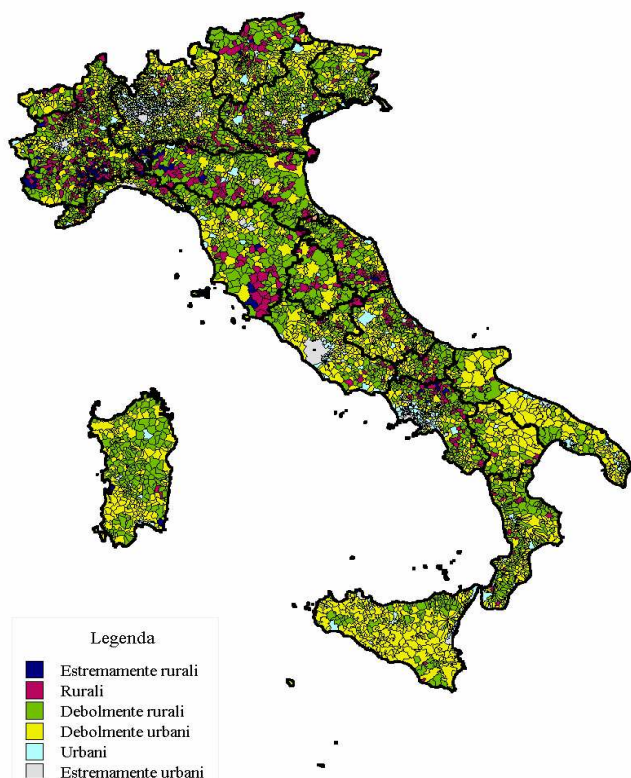 Legenda
Estremamente rurali
Rurali
Debolmente rurali
Debolmente urbani
Urbani
Estremamente urbani